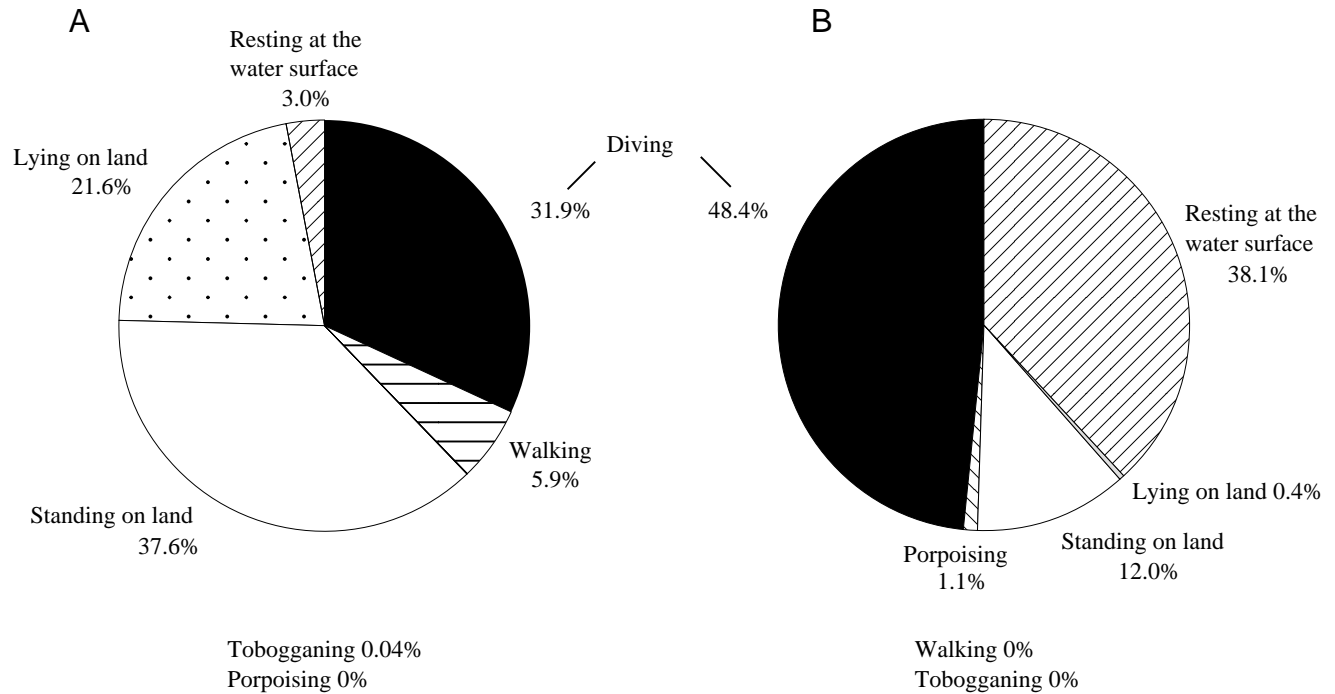 A
B
Resting at the
water surface
3.0%
Lying on land
21.6%
Diving
31.9%
48.4%
Resting at the
water surface
38.1%
Walking
5.9%
Lying on land 0.4%
Standing on land
37.6%
Standing on land
12.0%
Porpoising
1.1%
Tobogganing 0.04%
Porpoising 0%
Walking 0%
Tobogganing 0%